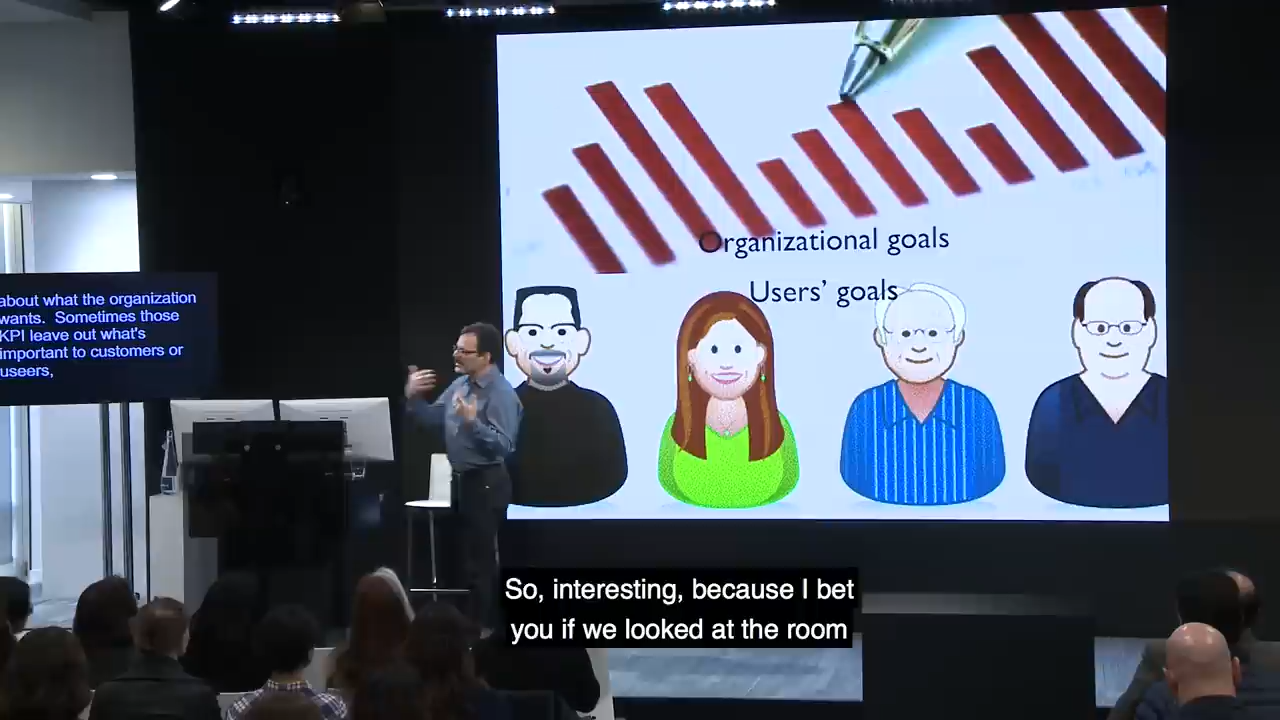 Organizational goals
Users’ goals
about what the organization
wants.  Sometimes those
KPI leave out what's
important to customers or
useers,
So, interesting, because I bet
you if we looked at the room